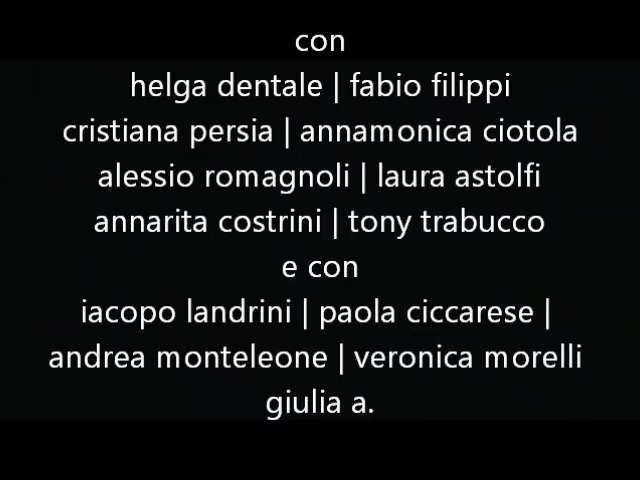 con
helga dentale | fabio filippi
cristiana persia | annamonica ciotola
alessio romagnoli | laura astolfi
annarita costrini | tony trabucco
e con
iacopo landrini | paola ciccarese |
andrea monteleone | veronica morelli
giulia a.